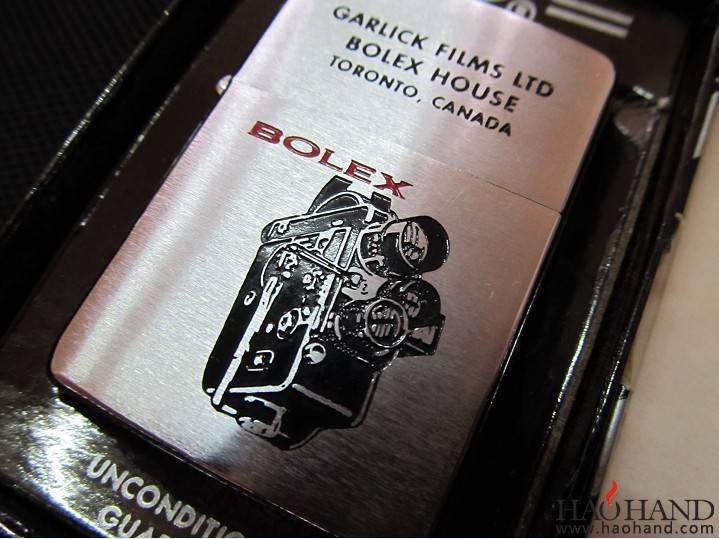 GARLICK FILMS LTD
BOLEX HOUSE
TORONTO, CANADA
BOLEX
HAOHAND
www.haohand.com